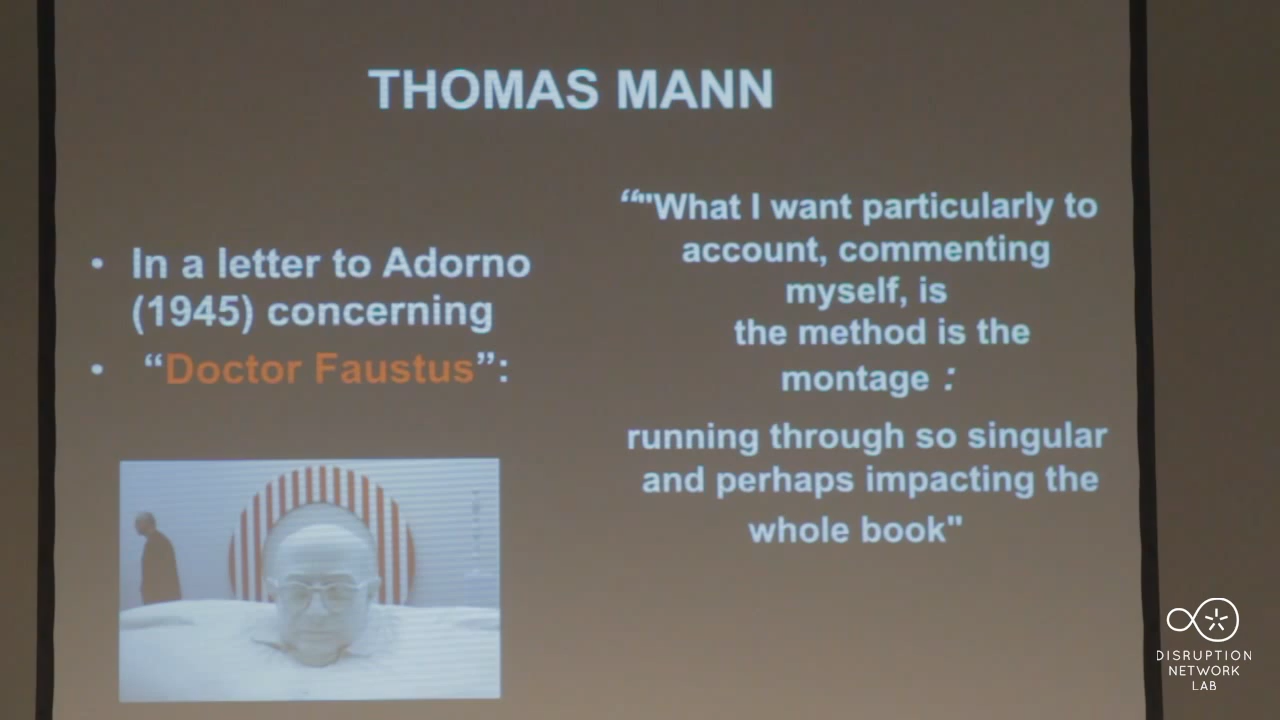 THOMAS MANN
• In a letter to Adorno
(1945) concerning
• “Doctor Faustus”:
“"What I want particularly to
account, commenting
myself, is
the method is the
montage :
running through so singular
and perhaps impacting the
whole book"
DISRUPTION
NETWORK
LAB